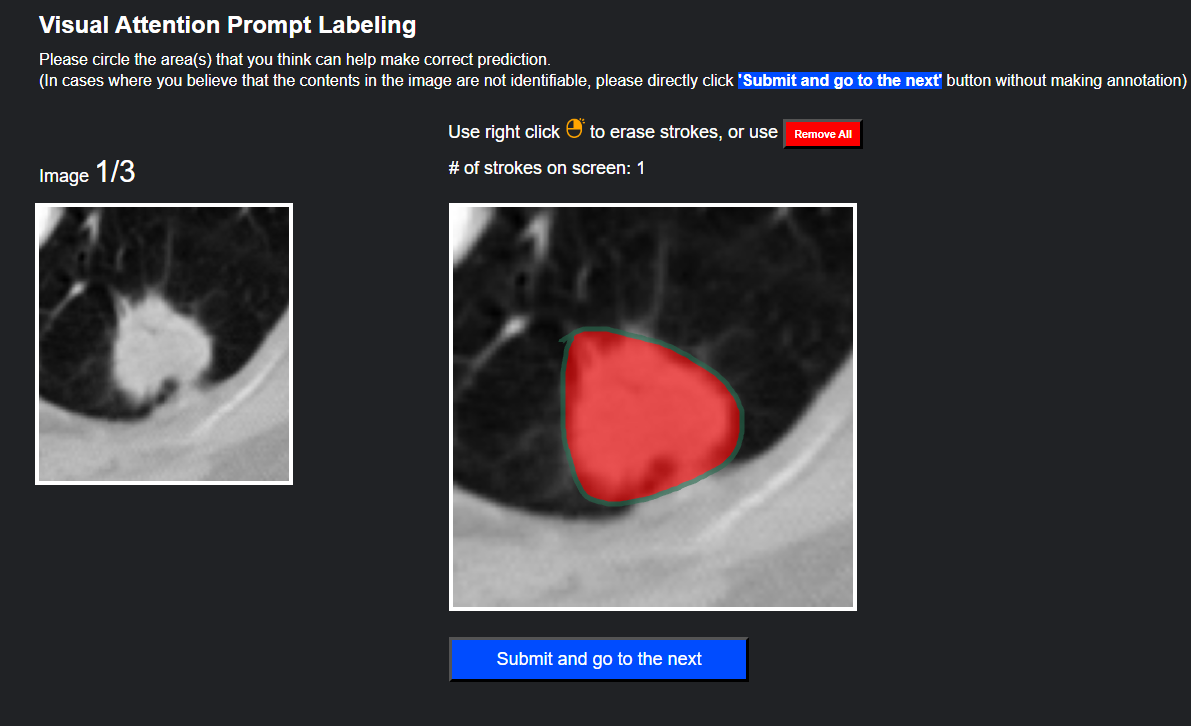 Visual Attention Prompt Labeling
Please circle the area(s) that you think can help make correct prediction.
(In cases where you believe that the contents in the image are not identifiable, please directly click 'Submit and go to the next' button without making annotation)
Use right click to erase strokes, or use Remove All
# of strokes on screen: 1
Image 1/3
Submit and go to the next